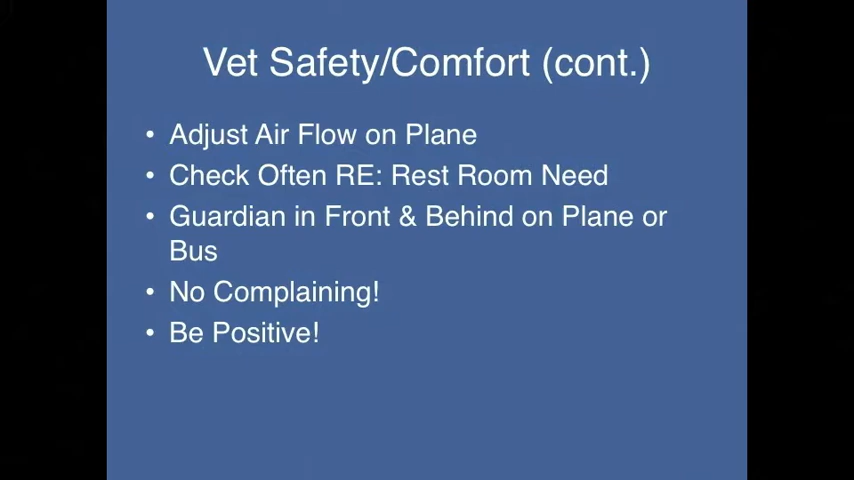 Vet Safety/Comfort (cont.)
• Adjust Air Flow on Plane
• Check Often RE: Rest Room Need
• Guardian in Front & Behind on Plane or
Bus
• No Complaining!
• Be Positive!